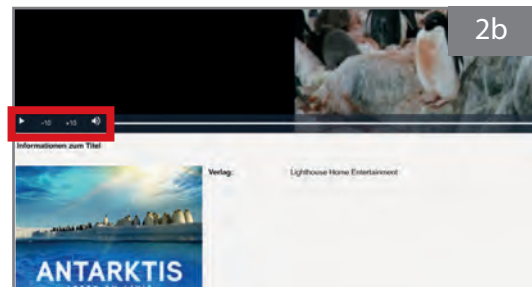 2b
-10 +10
Informationen zum Titel
Verlag: Lighthouse Home Entertainment
ANTARKTIS